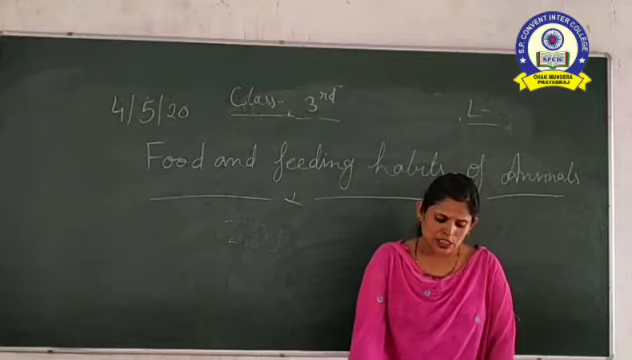 S.P. CONVENT INTER COLLEGE
SPCIC
CHAK MUNDERA
PRAYAGRAJ
4/5/20 Class- 3rd L-
Food and feeding habits of Animals